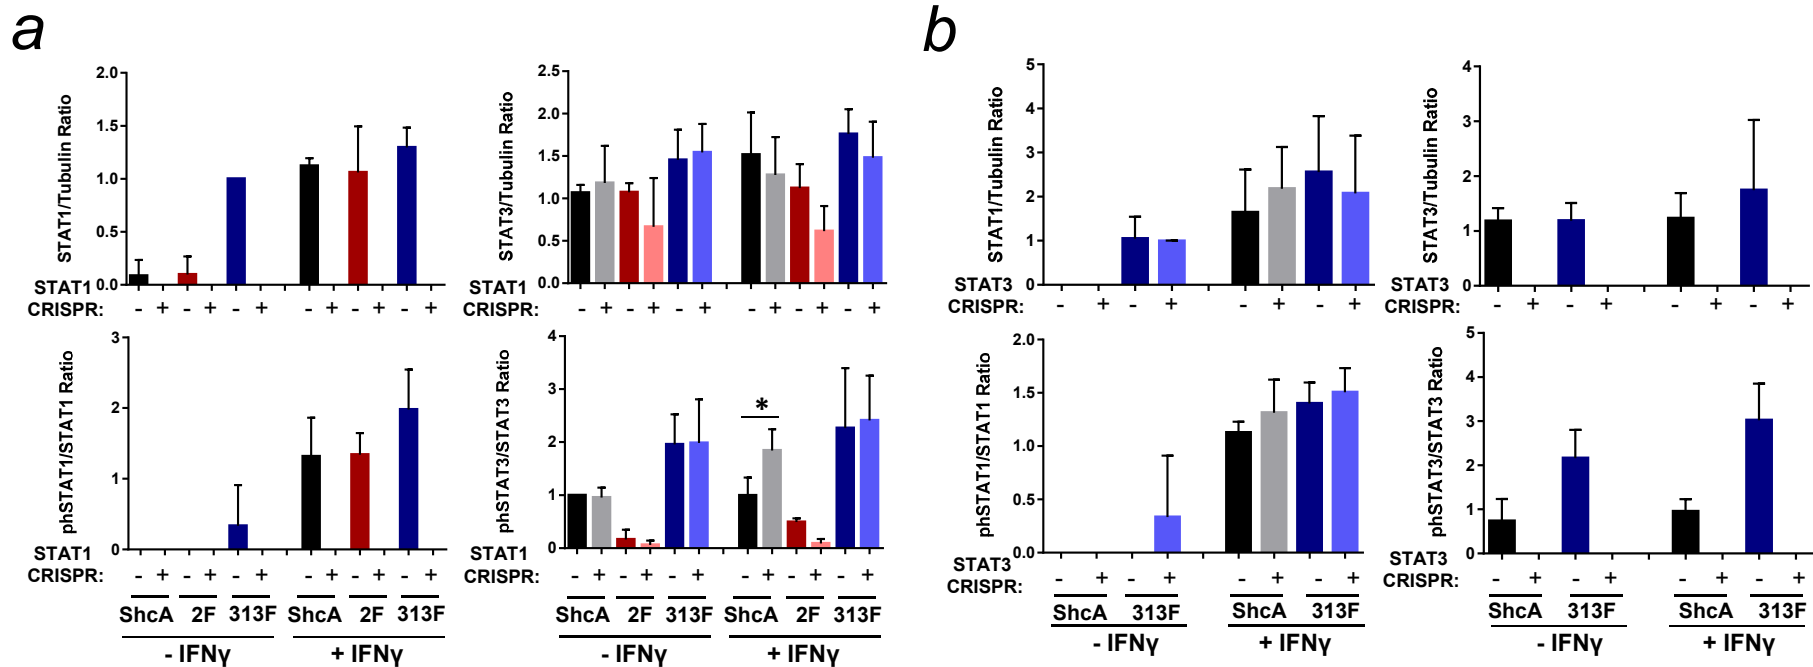 a
b
STAT1/Tubulin Ratio
2.0
1.5
1.0
0.5
0.0
STAT1
CRISPR: - + - + - + - + - + - +
STAT3/Tubulin Ratio
2.5
2.0
1.5
1.0
0.5
0.0
STAT1
CRISPR: - + - + - + - + - + - +
STAT1/Tubulin Ratio
5
4
3
2
1
0
STAT3
CRISPR: - + - + - + - +
STAT3/Tubulin Ratio
4
3
2
1
0
STAT3
CRISPR: - + - + - + - +
phSTAT1/STAT1 Ratio
3
2
1
0
STAT1
CRISPR: - + - + - + - + - + - +
ShcA 2F 313F ShcA 2F 313F
- IFNγ + IFNγ
phSTAT3/STAT3 Ratio
4
3
2
1
0
*
STAT1
CRISPR: - + - + - + - + - + - +
ShcA 2F 313F ShcA 2F 313F
- IFNγ + IFNγ
phSTAT1/STAT1 Ratio
2.0
1.5
1.0
0.5
0.0
STAT3
CRISPR: - + - + - + - +
ShcA 313F ShcA 313F
- IFNγ + IFNγ
phSTAT3/STAT3 Ratio
5
4
3
2
1
0
STAT3
CRISPR: - + - + - + - +
ShcA 313F ShcA 313F
- IFNγ + IFNγ